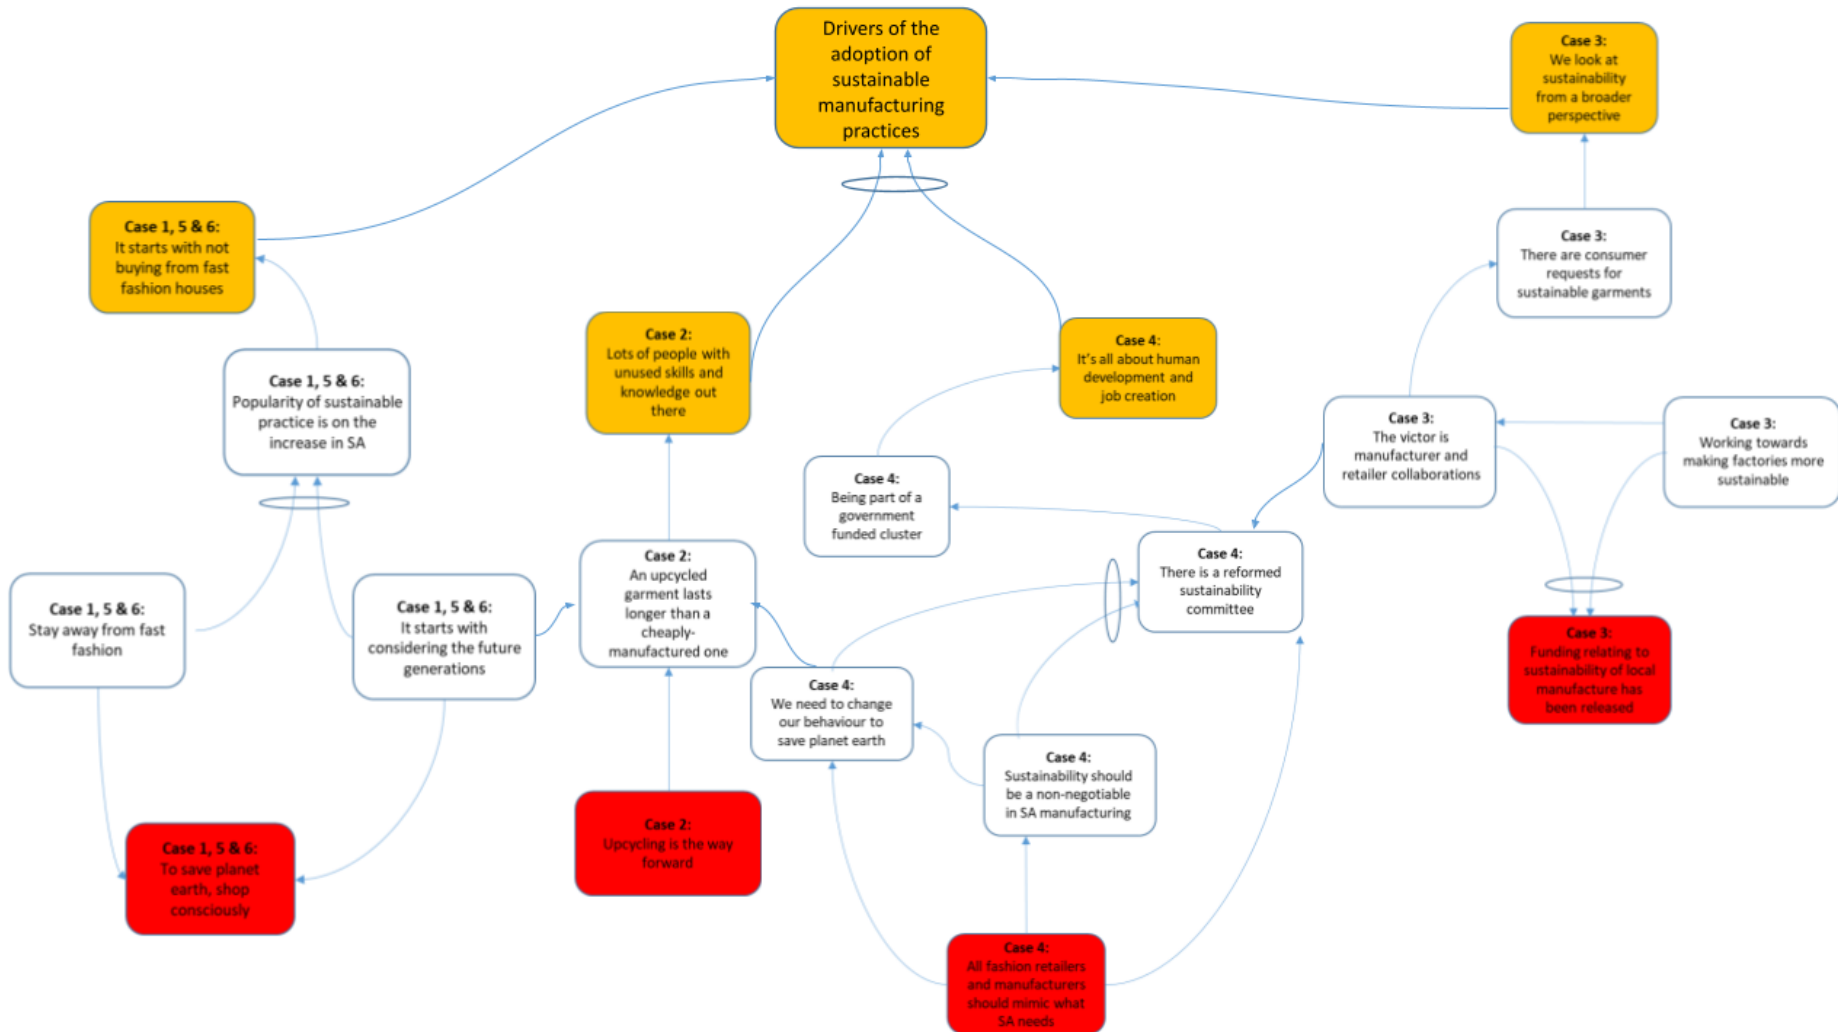 Drivers of the
adoption of
sustainable
manufacturing
practices
Case 3:
We look at
sustainability
from a broader
perspective
Case 1, 5 & 6:
It starts with not
buying from fast
fashion houses
Case 3:
There are consumer
requests for
sustainable garments
Case 2:
Lots of people with
unused skills and
knowledge out
there
Case 4:
It's all about human
development and
job creation
Case 1, 5 & 6:
Popularity of sustainable
practice is on the
increase in SA
Case 3:
The victor is
manufacturer and
retailer collaborations
Case 3:
Working towards
making factories more
sustainable
Case 4:
Being part of a
government
funded cluster
Case 2:
An upcycled
garment lasts
longer than a
cheaply-
manufactured one
Case 4:
There is a reformed
sustainability
committee
Case 1, 5 & 6:
Stay away from fast
fashion
Case 1, 5 & 6:
It starts with
considering the future
generations
Case 3:
Funding relating to
sustainability of local
manufacture has
been released
Case 4:
We need to change
our behaviour to
save planet earth
Case 4:
Sustainability should
be a non-negotiable
in SA manufacturing
Case 2:
Upcycling is the way
forward
Case 1, 5 & 6:
To save planet
earth, shop
consciously
Case 4:
All fashion retailers
and manufacturers
should mimic what
SA needs